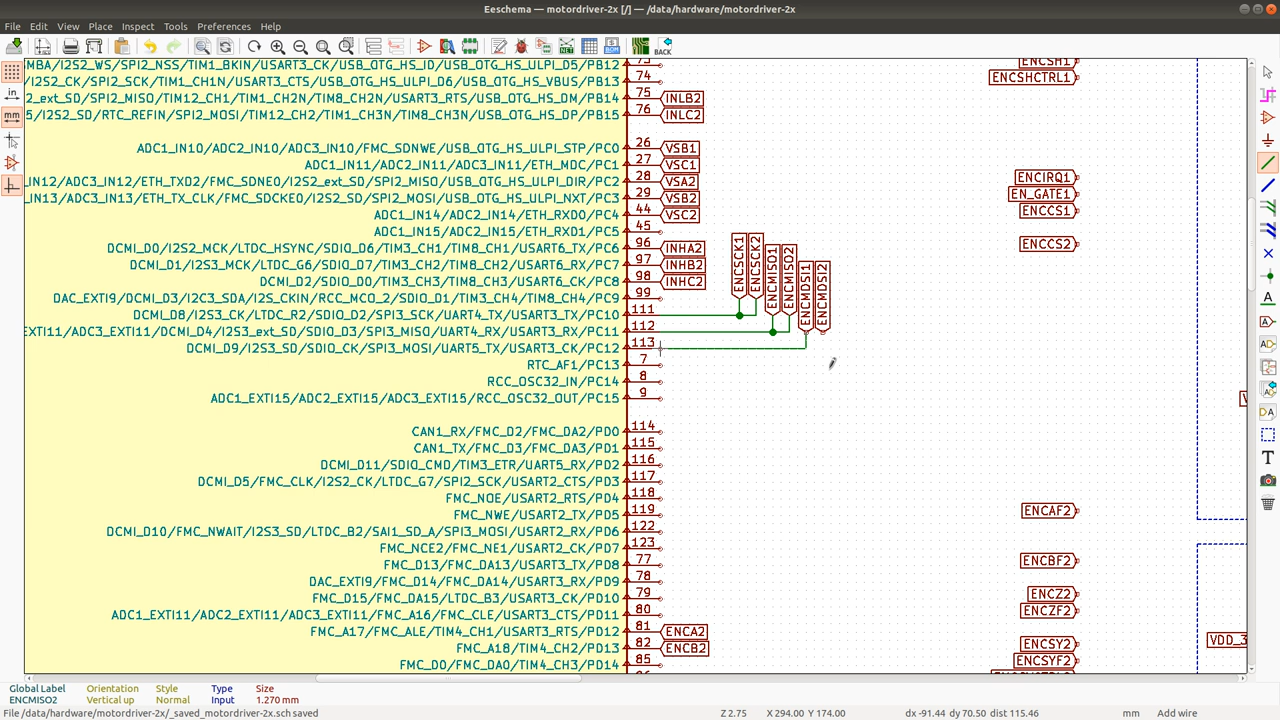 Eeschema — motordriver-2x [/] — /data/hardware/motordriver-2x
File Edit View Place Inspect Tools Preferences Help
MBA/I2S2_WS/SPI2_NSS/TIM1_BKIN/USART3_CK/USB_OTG_HS_ID/USB_OTG_HS_ULPI_D5/PB12 73
/I2S2_CK/SPI2_SCK/TIM1_CH1N/USART3_CTS/USB_OTG_HS_ULPI_D6/USB_OTG_HS_VBUS/PB13 74
2_ext_SD/SPI2_MISO/TIM12_CH1/TIM1_CH2N/TIM8_CH2N/USART3_RTS/USB_OTG_HS_DM/PB14 75 INLB2
5/I2S2_SD/RTC_REFIN/SPI2_MOSI/TIM12_CH2/TIM1_CH3N/TIM8_CH3N/USB_OTG_HS_DP/PB15 76 INLC2
ADC1_IN10/ADC2_IN10/ADC3_IN10/FMC_SDNWE/USB_OTG_HS_ULPI_STP/PC0 26 VSB1
ADC1_IN11/ADC2_IN11/ADC3_IN11/ETH_MDC/PC1 27 VSC1
_IN12/ADC3_IN12/ETH_TXD2/FMC_SDNE0/I2S2_ext_SD/SPI2_MISO/USB_OTG_HS_ULPI_DIR/PC2 28 VSA2
_IN13/ADC3_IN13/ETH_TX_CLK/FMC_SDCKE0/I2S2_SD/SPI2_MOSI/USB_OTG_HS_ULPI_NXT/PC3 29 VSB2
ADC1_IN14/ADC2_IN14/ETH_RXD0/PC4 44 VSC2
ADC1_IN15/ADC2_IN15/ETH_RXD1/PC5 45
DCMI_D0/I2S2_MCK/LTDC_HSYNC/SDIO_D6/TIM3_CH1/TIM8_CH1/USART6_TX/PC6 96 INHA2
DCMI_D1/I2S3_MCK/LTDC_G6/SDIO_D7/TIM3_CH2/TIM8_CH2/USART6_RX/PC7 97 INHB2
DCMI_D2/SDIO_D0/TIM3_CH3/TIM8_CH3/USART6_CK/PC8 98 INHC2
DAC_EXTI9/DCMI_D3/I2C3_SDA/I2S_CKIN/RCC_MCO_2/SDIO_D1/TIM3_CH4/TIM8_CH4/PC9 99
DCMI_D8/I2S3_CK/LTDC_R2/SDIO_D2/SPI3_SCK/UART4_TX/USART3_TX/PC10 111
EXTI11/ADC3_EXTI11/DCMI_D4/I2S3_ext_SD/SDIO_D3/SPI3_MISO/UART4_RX/USART3_RX/PC11 112
DCMI_D9/I2S3_SD/SDIO_CK/SPI3_MOSI/UART5_TX/USART3_CK/PC12 113
RTC_AF1/PC13 7
RCC_OSC32_IN/PC14 8
ADC1_EXTI15/ADC2_EXTI15/ADC3_EXTI15/RCC_OSC32_OUT/PC15 9
CAN1_RX/FMC_D2/FMC_DA2/PD0 114
CAN1_TX/FMC_D3/FMC_DA3/PD1 115
DCMI_D11/SDIO_CMD/TIM3_ETR/UART5_RX/PD2 116
DCMI_D5/FMC_CLK/I2S2_CK/LTDC_G7/SPI2_SCK/USART2_CTS/PD3 117
FMC_NOE/USART2_RTS/PD4 118
FMC_NWE/USART2_TX/PD5 119
DCMI_D10/FMC_NWAIT/I2S3_SD/LTDC_B2/SAI1_SD_A/SPI3_MOSI/USART2_RX/PD6 122
FMC_NCE2/FMC_NE1/USART2_CK/PD7 123
FMC_D13/FMC_DA13/USART3_TX/PD8 77
DAC_EXTI9/FMC_D14/FMC_DA14/USART3_RX/PD9 78
FMC_D15/FMC_DA15/LTDC_B3/USART3_CK/PD10 79
ADC1_EXTI11/ADC2_EXTI11/ADC3_EXTI11/FMC_A16/FMC_CLE/USART3_CTS/PD11 80
FMC_A17/FMC_ALE/TIM4_CH1/USART3_RTS/PD12 81 ENCA2
FMC_A18/TIM4_CH2/PD13 82 ENCB2
FMC_D0/FMC_DA0/TIM4_CH3/PD14 85
ENCSCK1
ENCSCK2
ENCMISO1
ENCMISO2
ENCMOSI1
ENCMOSI2
ENCSH1
ENCSHCTRL1
ENCIRQ1
EN_GATE1
ENCCS1
ENCCS2
ENCAF2
ENCBF2
ENCZ2
ENCZF2
ENCSY2
ENCSYF2
VDD_3
in
mm
BOM
BACK
A
T
Global Label Orientation Style Type Size
ENCMISO2 Vertical up Normal Input 1.270 mm
File /data/hardware/motordriver-2x/_saved_motordriver-2x.sch saved Z 2.75 X 294.00 Y 174.00 dx -91.44 dy 70.50 dist 115.46 mm Add wire